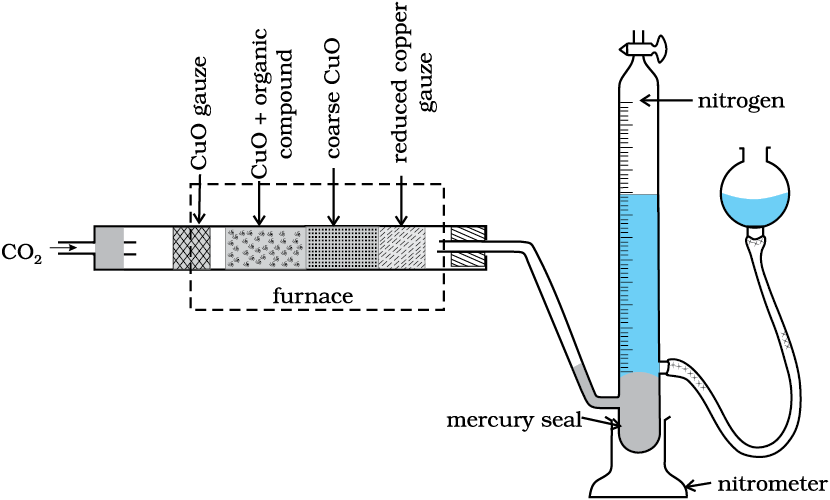 CuO gauze
CuO + organic
compound
coarse CuO
reduced copper
gauze
nitrogen
CO₂
furnace
mercury seal
nitrometer